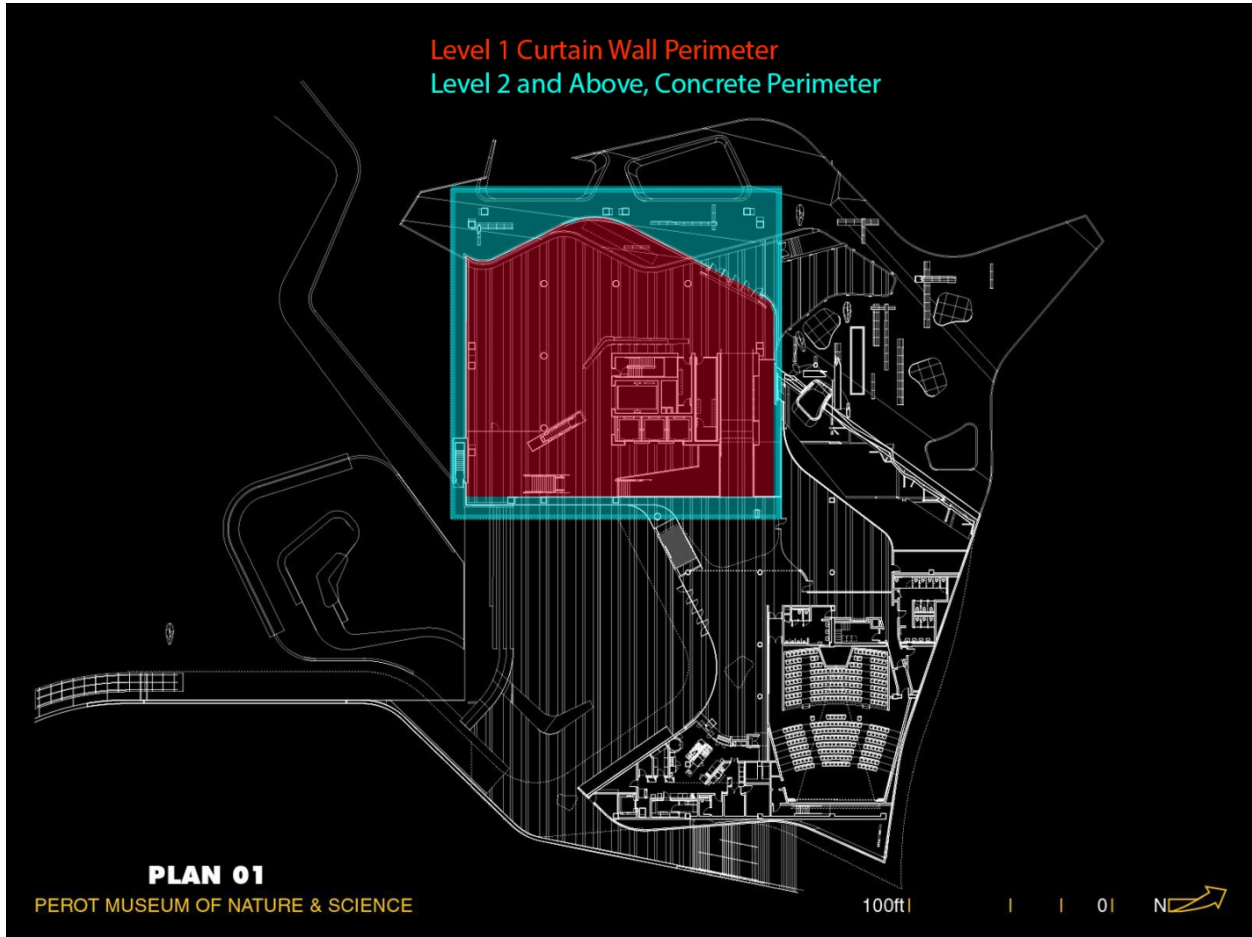 Level 1 Curtain Wall Perimeter
Level 2 and Above, Concrete Perimeter
PLAN 01
PEROT MUSEUM OF NATURE & SCIENCE
100ft 0 N